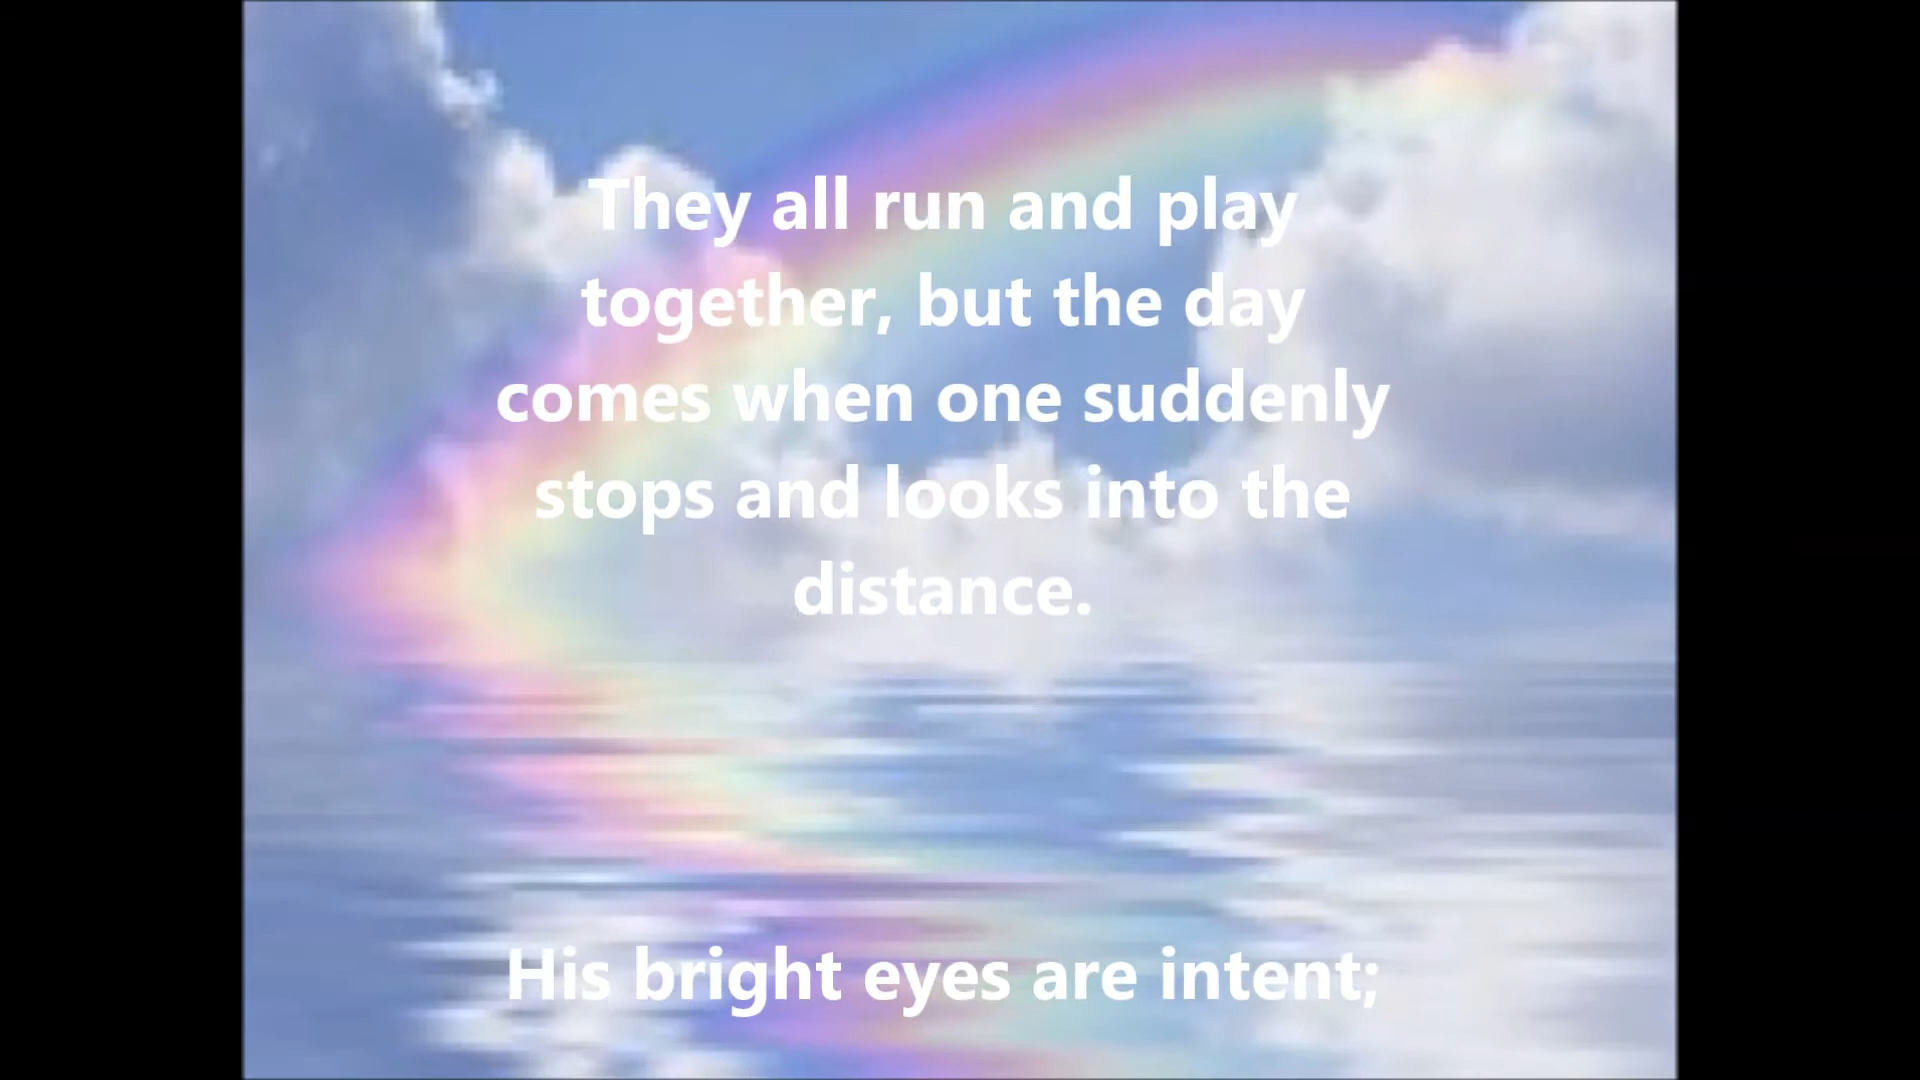 They all run and play
together, but the day
comes when one suddenly
stops and looks into the
distance.
His bright eyes are intent;